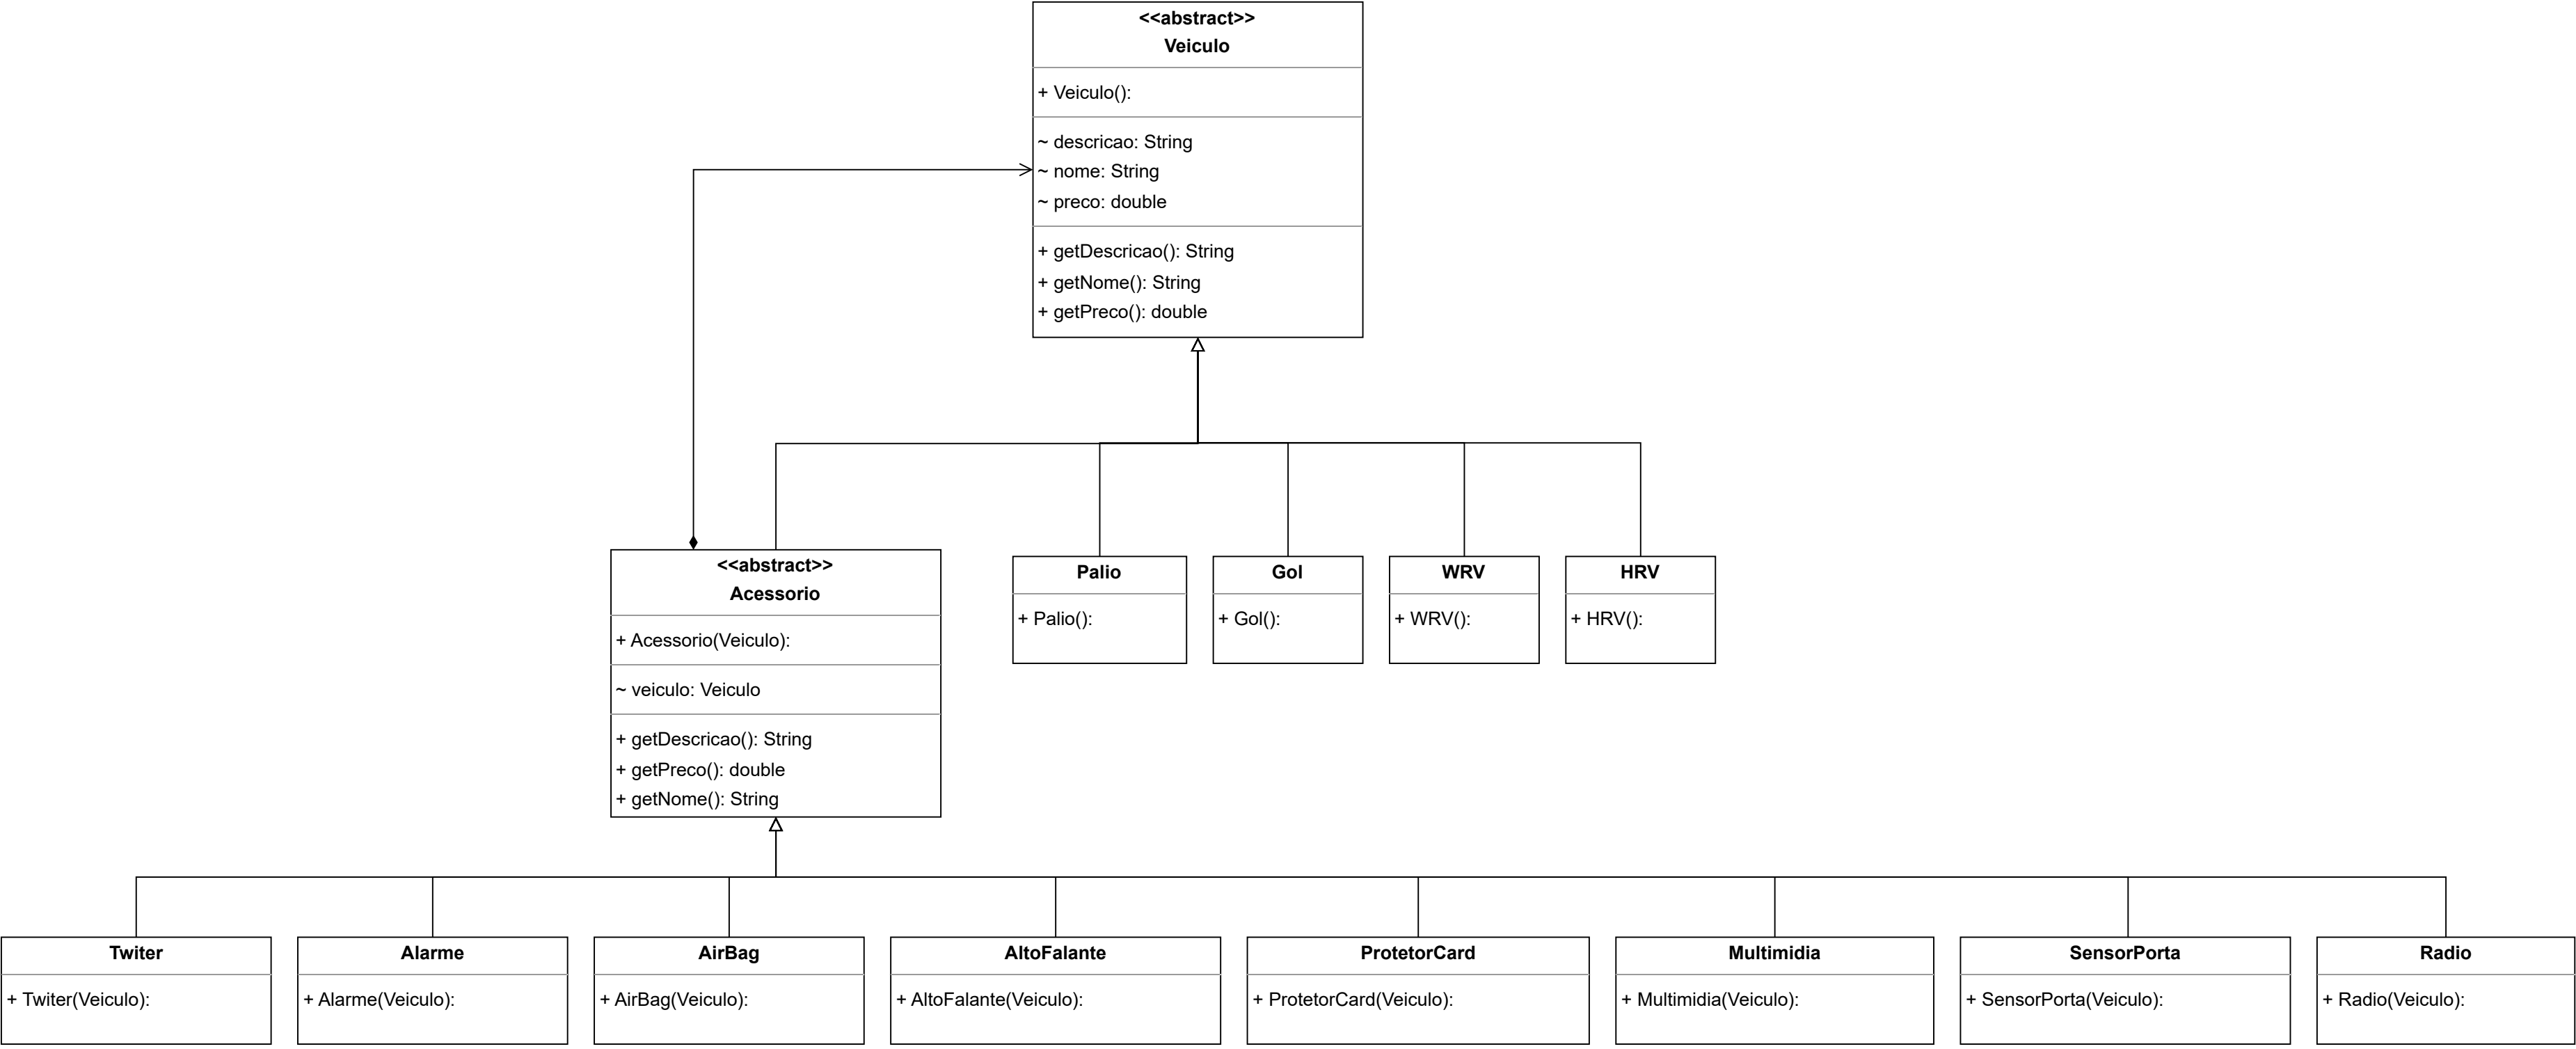 <<abstract>>
Veiculo
+ Veiculo():
~ descricao: String
~ nome: String
~ preco: double
+ getDescricao(): String
+ getNome(): String
+ getPreco(): double
<<abstract>>
Acessorio
+ Acessorio(Veiculo):
~ veiculo: Veiculo
+ getDescricao(): String
+ getPreco(): double
+ getNome(): String
Palio
+ Palio():
Gol
+ Gol():
WRV
+ WRV():
HRV
+ HRV():
Twiter
+ Twiter(Veiculo):
Alarme
+ Alarme(Veiculo):
AirBag
+ AirBag(Veiculo):
AltoFalante
+ AltoFalante(Veiculo):
ProtetorCard
+ ProtetorCard(Veiculo):
Multimidia
+ Multimidia(Veiculo):
SensorPorta
+ SensorPorta(Veiculo):
Radio
+ Radio(Veiculo):